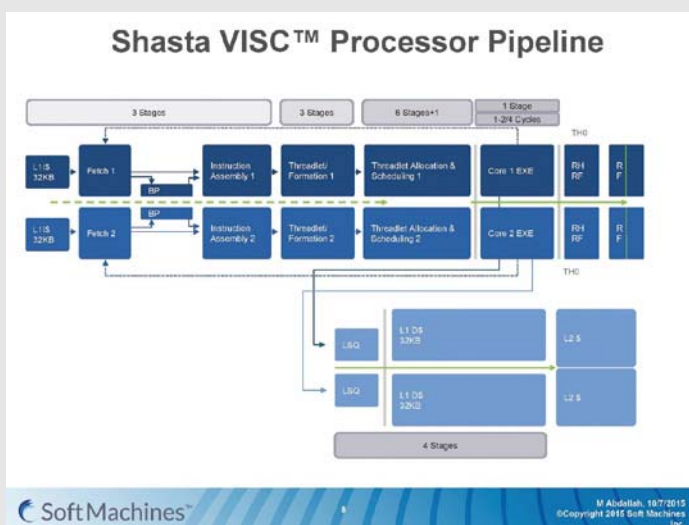 Shasta VISC™ Processor Pipeline
3 Stages
3 Stages
6 Stages+1
1 Stage
1-2/4 Cycles
TH0
L1 I$
32KB
Fetch 1
BP
Instruction
Assembly 1
Threadlet/
Formation 1
Threadlet Allocation &
Scheduling 1
Core 1 EXE
RH
RF
R
F
L1 I$
32KB
Fetch 2
BP
Instruction
Assembly 2
Threadlet/
Formation 2
Threadlet Allocation &
Scheduling 2
Core 2 EXE
RH
RF
R
F
TH0
LSQ
L1 D$
32KB
L2 $
LSQ
L1 D$
32KB
L2 $
4 Stages
Soft Machines™
8
M Abdallah, 10/7/2015
©Copyright 2015 Soft Machines
Inc